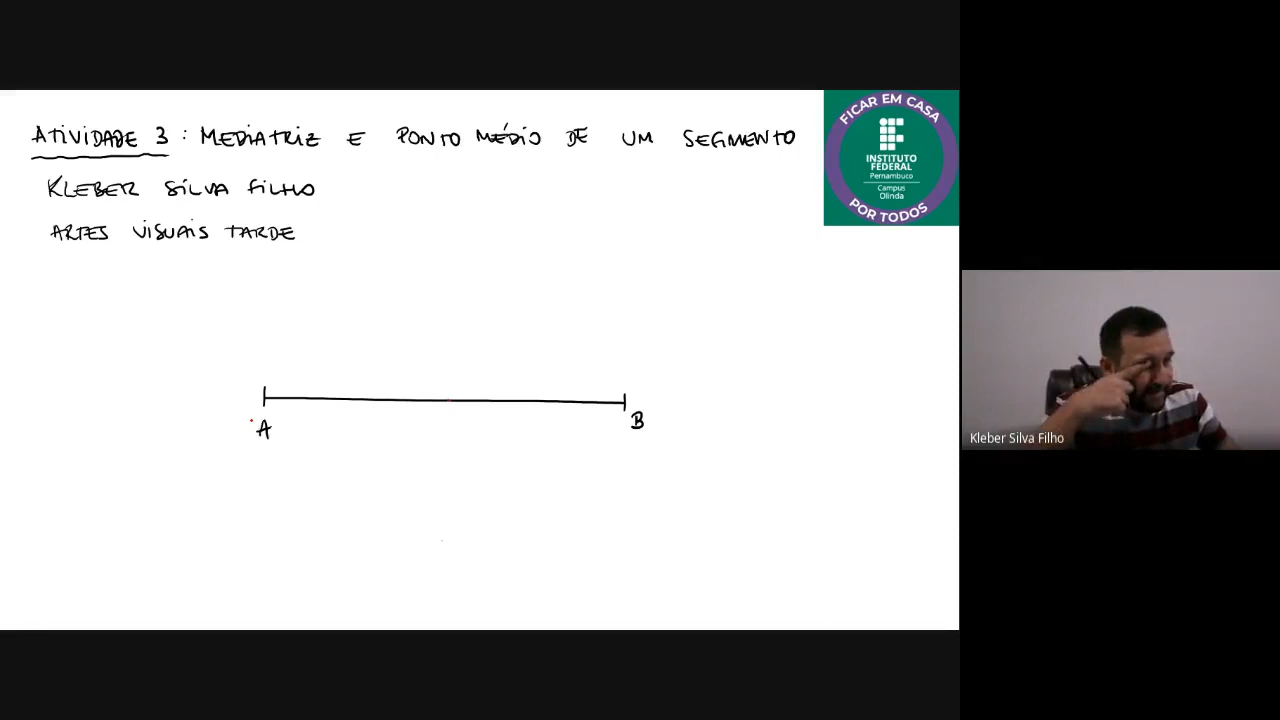 ATIVIDADE 3 : MEDIATRIZ E PONTO MÉDIO DE UM SEGMENTO
KLEBER SILVA FILHO
ARTES VISUAIS TARDE
FICAR EM CASA
INSTITUTO
FEDERAL
Pernambuco
Campus
Olinda
POR TODOS
A
B
Kleber Silva Filho